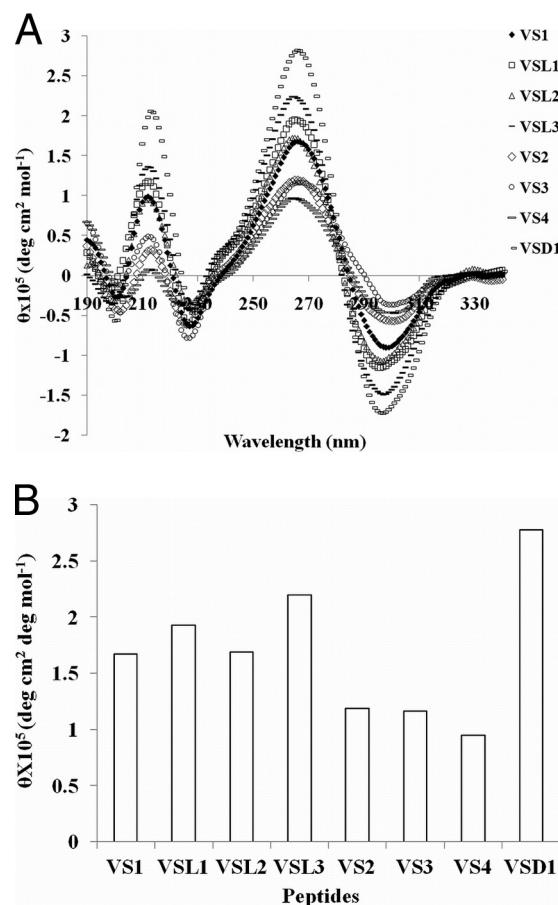 A
3
2.5
2
1.5
1
0.5
0
-0.5
-1
-1.5
-2
θx10⁵ (deg cm² mol⁻¹)
190 210 230 250 270 290 310 330
Wavelength (nm)
VS1
VSL1
VSL2
VSL3
VS2
VS3
VS4
VSD1
B
3
2.5
2
1.5
1
0.5
0
θX10⁵ (deg cm² deg mol⁻¹)
VS1 VSL1 VSL2 VSL3 VS2 VS3 VS4 VSD1
Peptides